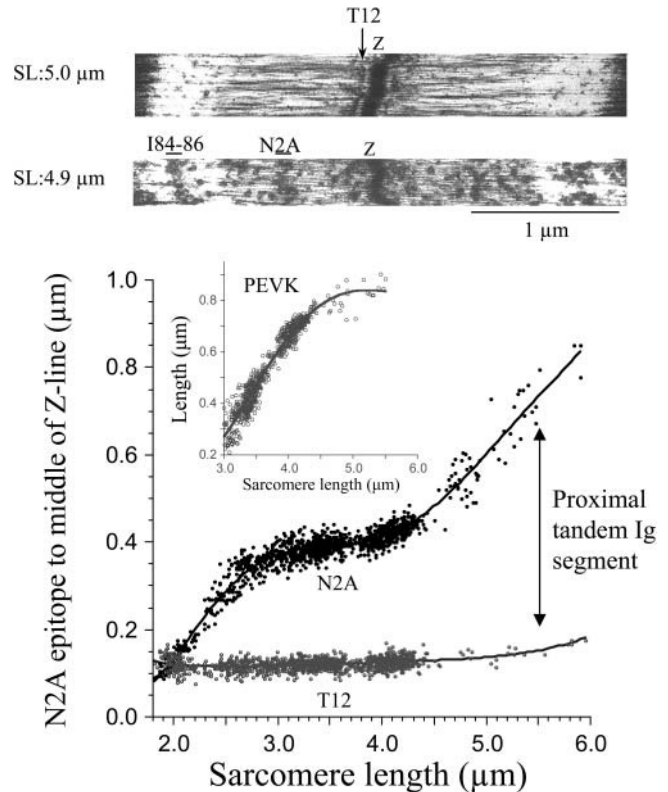 T12
Z
SL:5.0 µm
I84-86 N2A Z
SL:4.9 µm
1 µm
PEVK
Length (µm)
0.8
0.6
0.4
0.2
3.0 4.0 5.0 6.0
Sarcomere length (µm)
N2A epitope to middle of Z-line (µm)
1.0
0.8
0.6
0.4
0.2
0.0
N2A
T12
Proximal
tandem Ig
segment
2.0 3.0 4.0 5.0 6.0
Sarcomere length (µm)